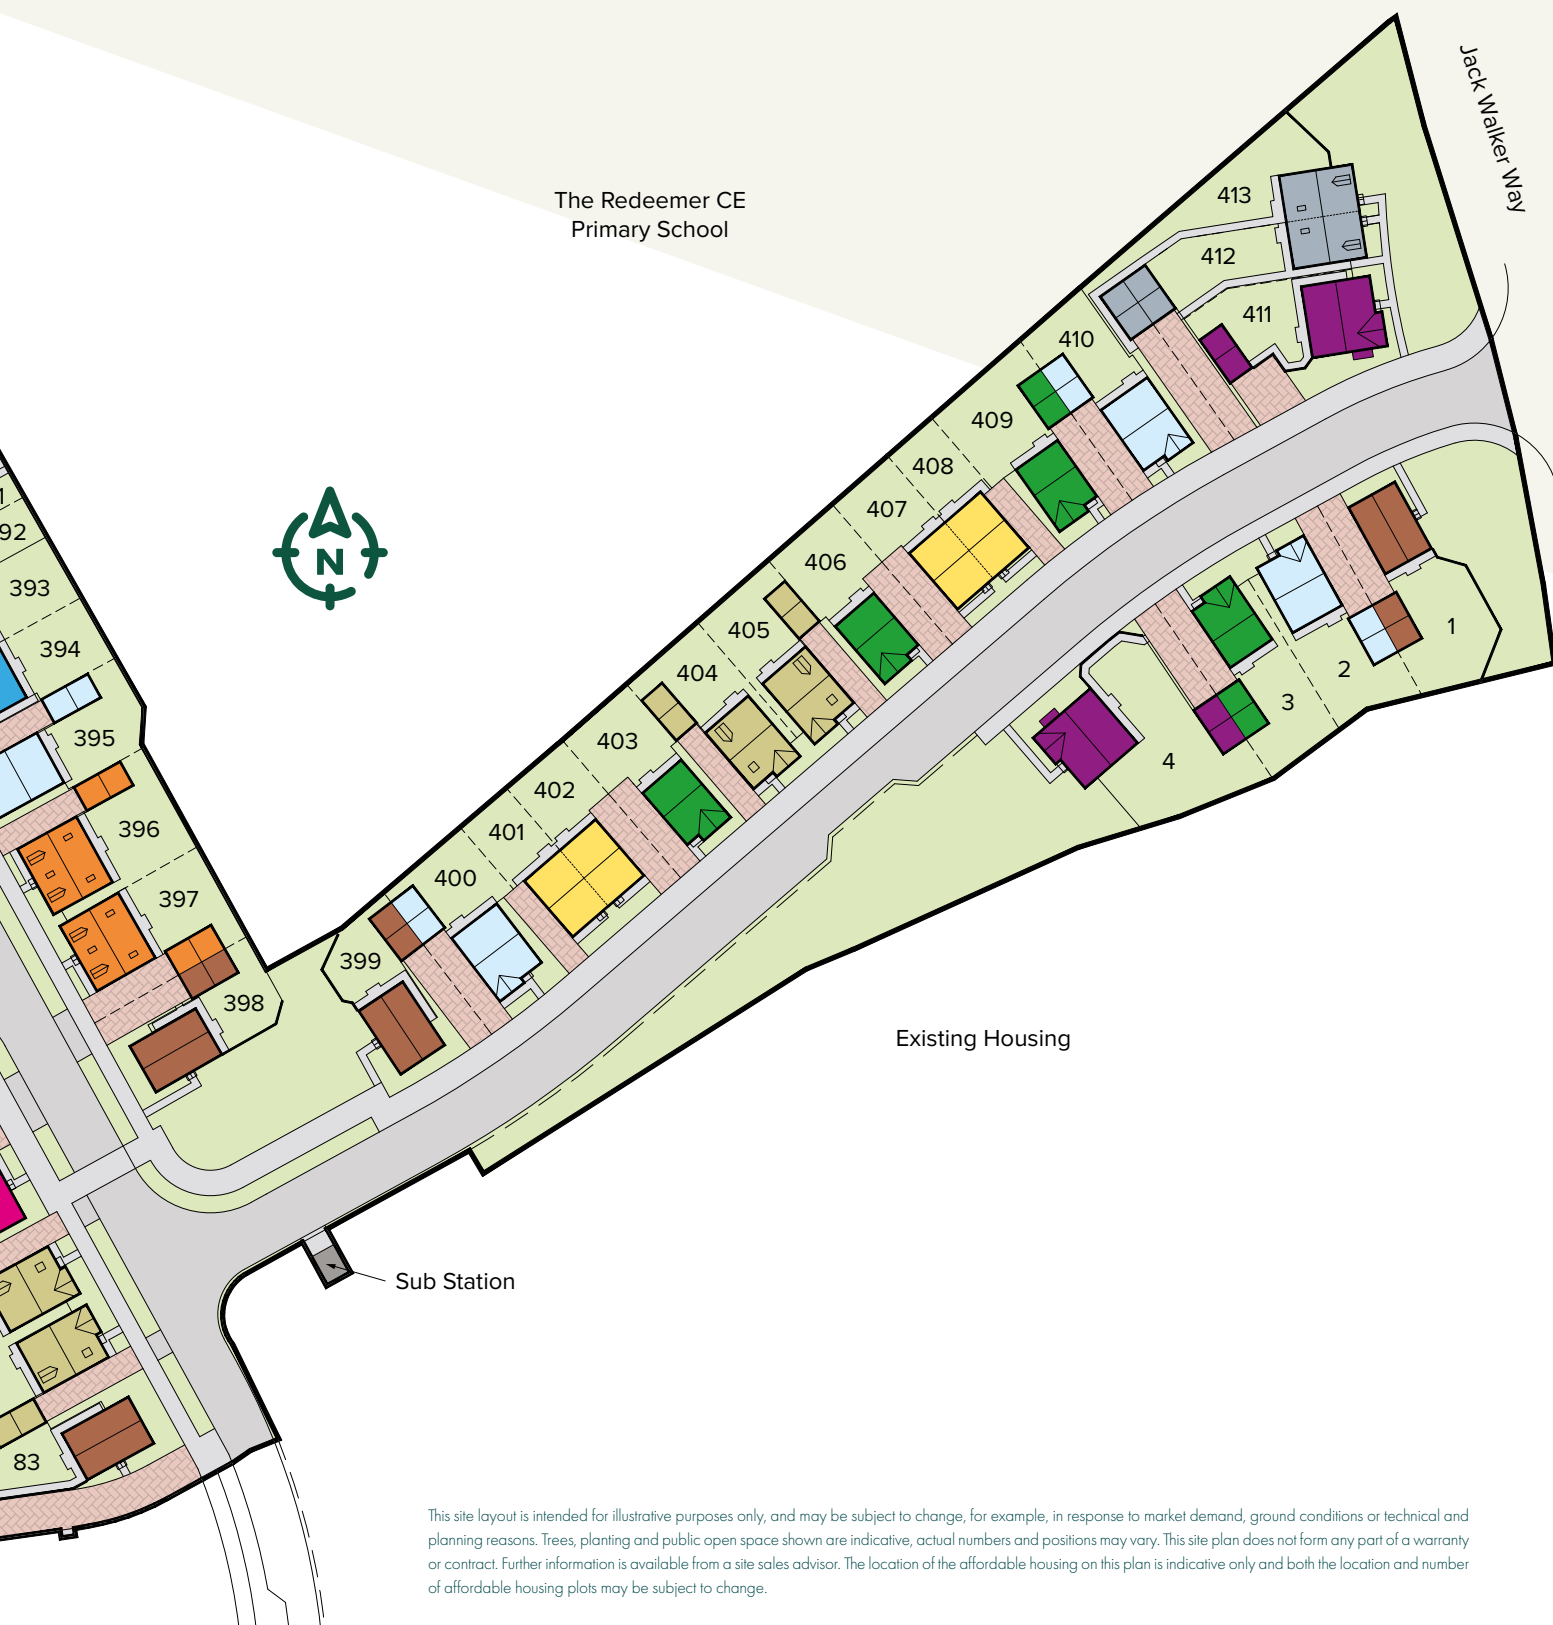 Jack Walker Way
The Redeemer CE
Primary School
413
412
411
410
409
408
407
406
405
404
403
402
401
400
399
1
2
3
4
1
92
393
394
395
396
397
398
N
Existing Housing
Sub Station
83
This site layout is intended for illustrative purposes only, and may be subject to change, for example, in response to market demand, ground conditions or technical and
planning reasons. Trees, planting and public open space shown are indicative, actual numbers and positions may vary. This site plan does not form any part of a warranty
or contract. Further information is available from a site sales advisor. The location of the affordable housing on this plan is indicative only and both the location and number
of affordable housing plots may be subject to change.